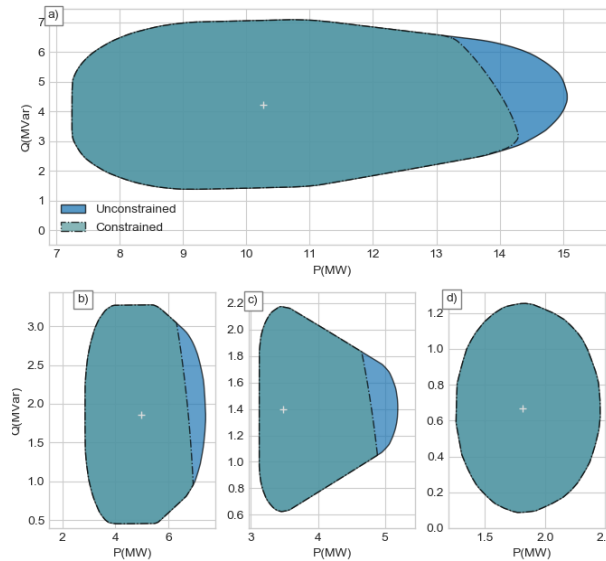 a)
7
6
5
4
3
2
1
0
Q(MVar)
Unconstrained
Constrained
7 8 9 10 11 12 13 14 15
P(MW)
b)
3.0
2.5
2.0
1.5
1.0
0.5
Q(MVar)
2 4 6
P(MW)
c)
2.2
2.0
1.8
1.6
1.4
1.2
1.0
0.8
0.6
3 4 5
P(MW)
d)
1.2
1.0
0.8
0.6
0.4
0.2
0.0
1.5 2.0 2.
P(MW)